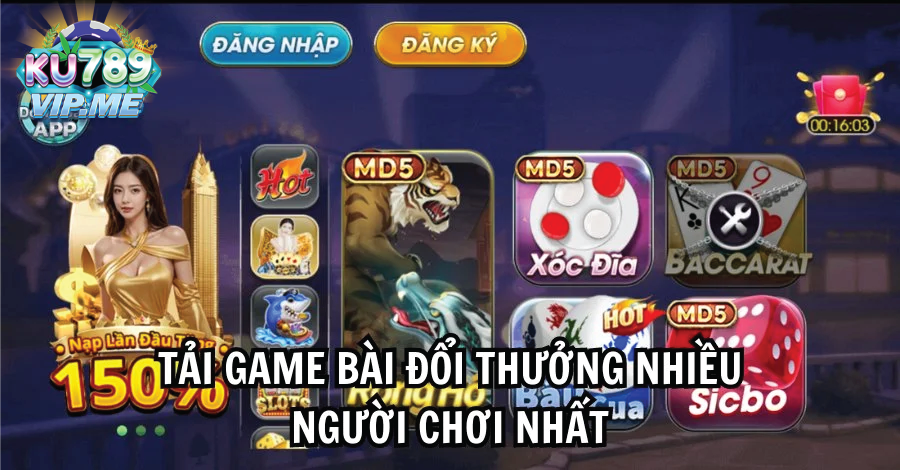 ĐĂNG NHẬP
ĐĂNG KÝ
KU789
VIP.ME
APP
00:16:03
Hot
MD5
MD5
Xóc Đĩa
BACCARAT
K
9
HOT
MD5
Sicbo
Nạp Lần Đầu
150%
SLOTS
TẢI GAME BÀI ĐỔI THƯỞNG NHIỀU
NGƯỜI CHƠI NHẤT